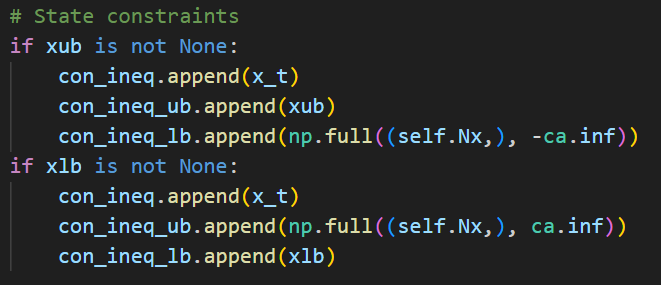 # State constraints
if xub is not None:
    con_ineq.append(x_t)
    con_ineq_ub.append(xub)
    con_ineq_lb.append(np.full((self.Nx,), -ca.inf))
if xlb is not None:
    con_ineq.append(x_t)
    con_ineq_ub.append(np.full((self.Nx,), ca.inf))
    con_ineq_lb.append(xlb)